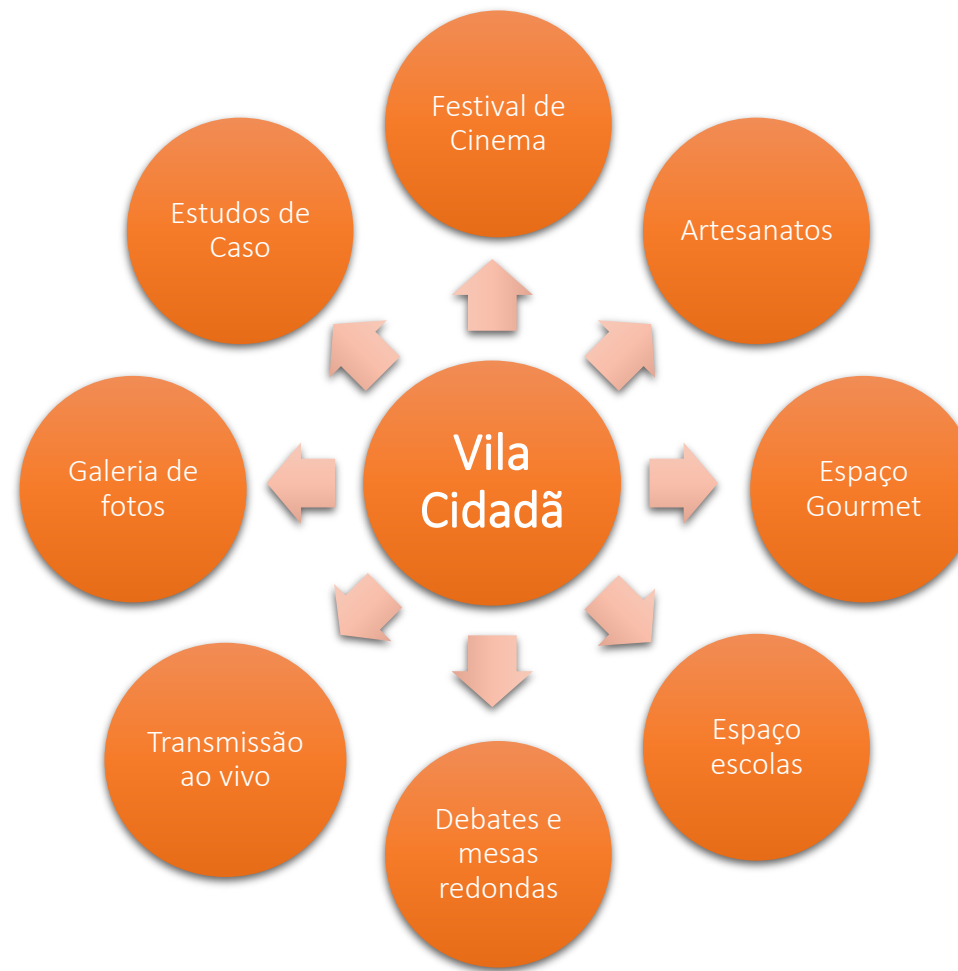 Festival de
Cinema
Artesanatos
Espaço
Gourmet
Espaço
escolas
Debates e
mesas
redondas
Transmissão
ao vivo
Galeria de
fotos
Estudos de
Caso
Vila
Cidadã